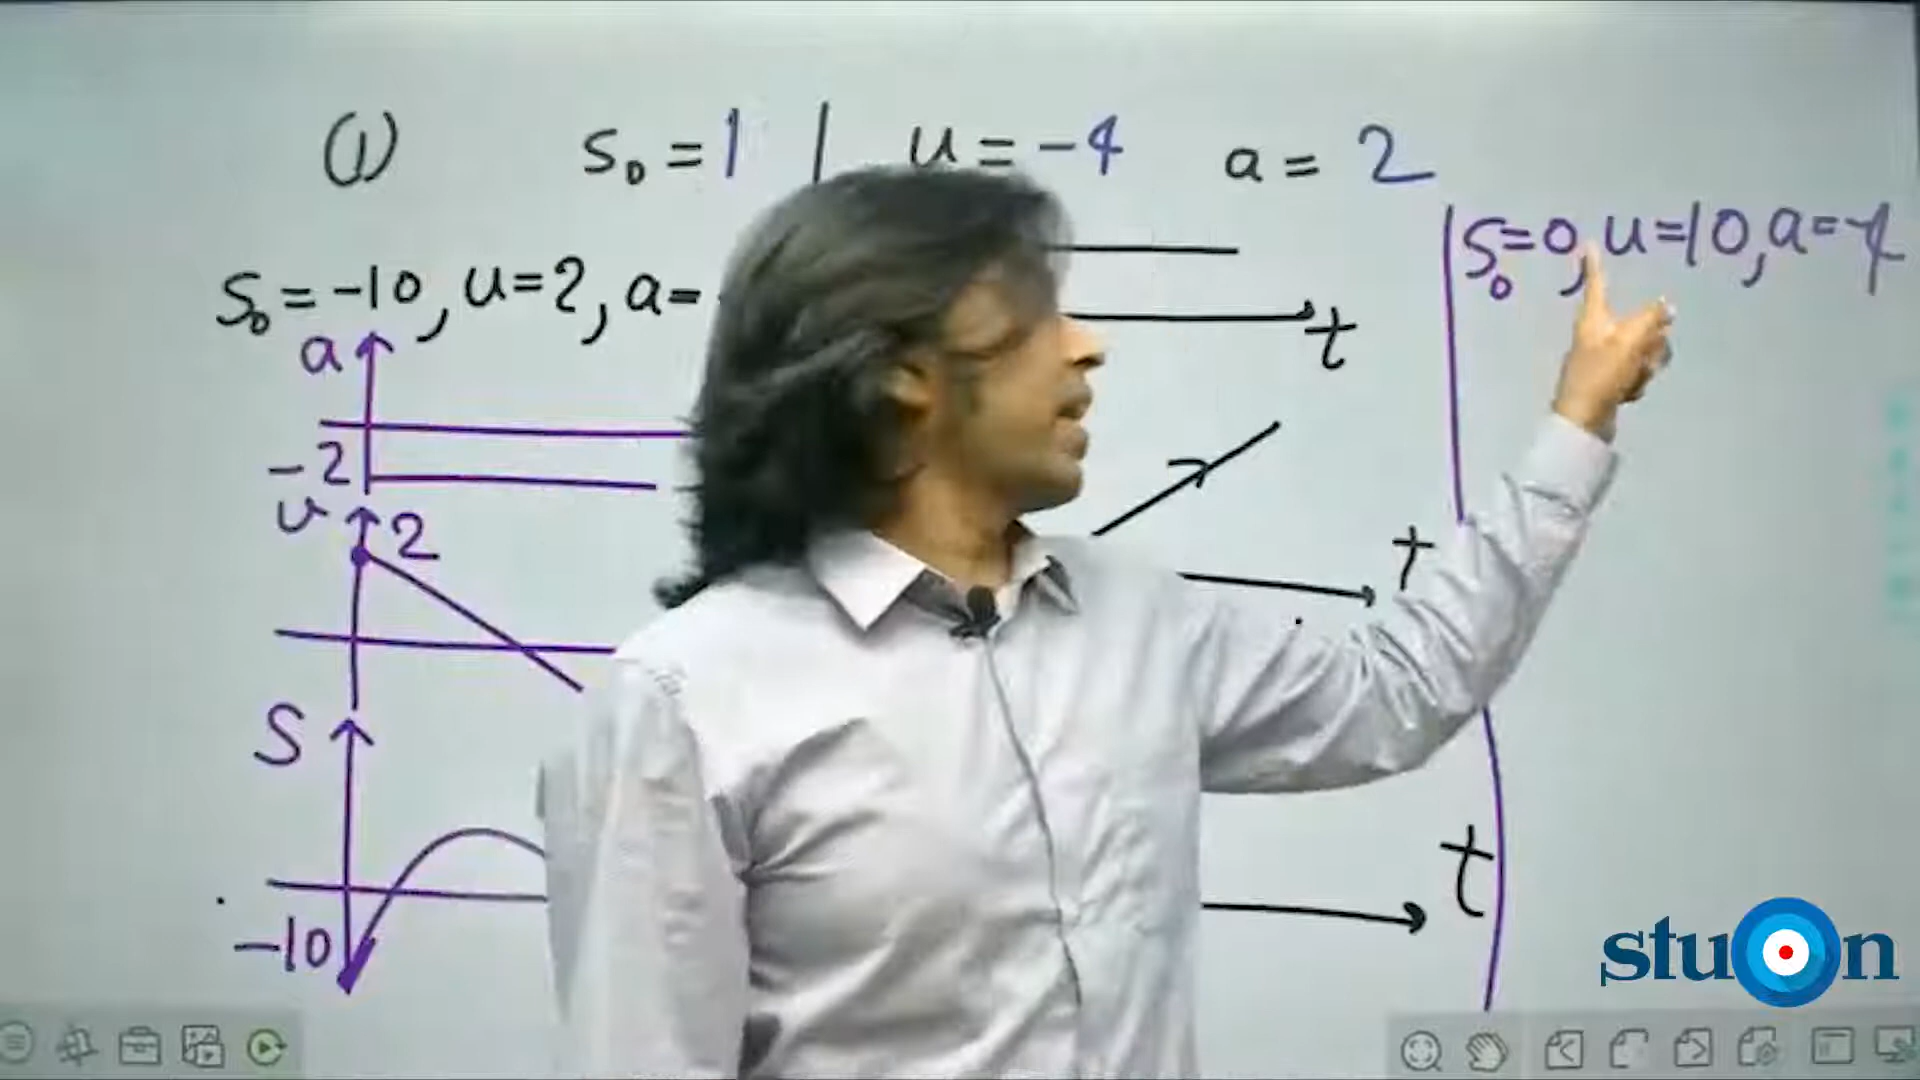 (1) S₀ = 1 | u = -4 a = 2
S₀ = 0, u = 10, a = -4
S₀ = -10, u = 2, a =
t
a
-2
v
2
t
S
t
-10
stuOn